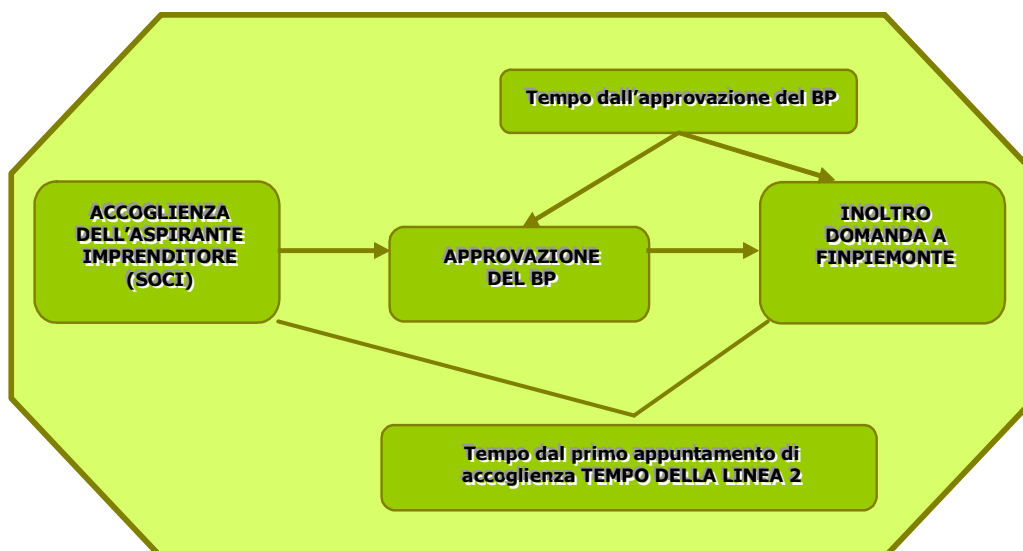 Tempo dall'approvazione del BP
ACCOGLIENZA
DELL'ASPIRANTE
IMPRENDITORE
(SOCI)
APPROVAZIONE
DEL BP
INOLTRO
DOMANDA A
FINPIEMONTE
Tempo dal primo appuntamento di
accoglienza TEMPO DELLA LINEA 2